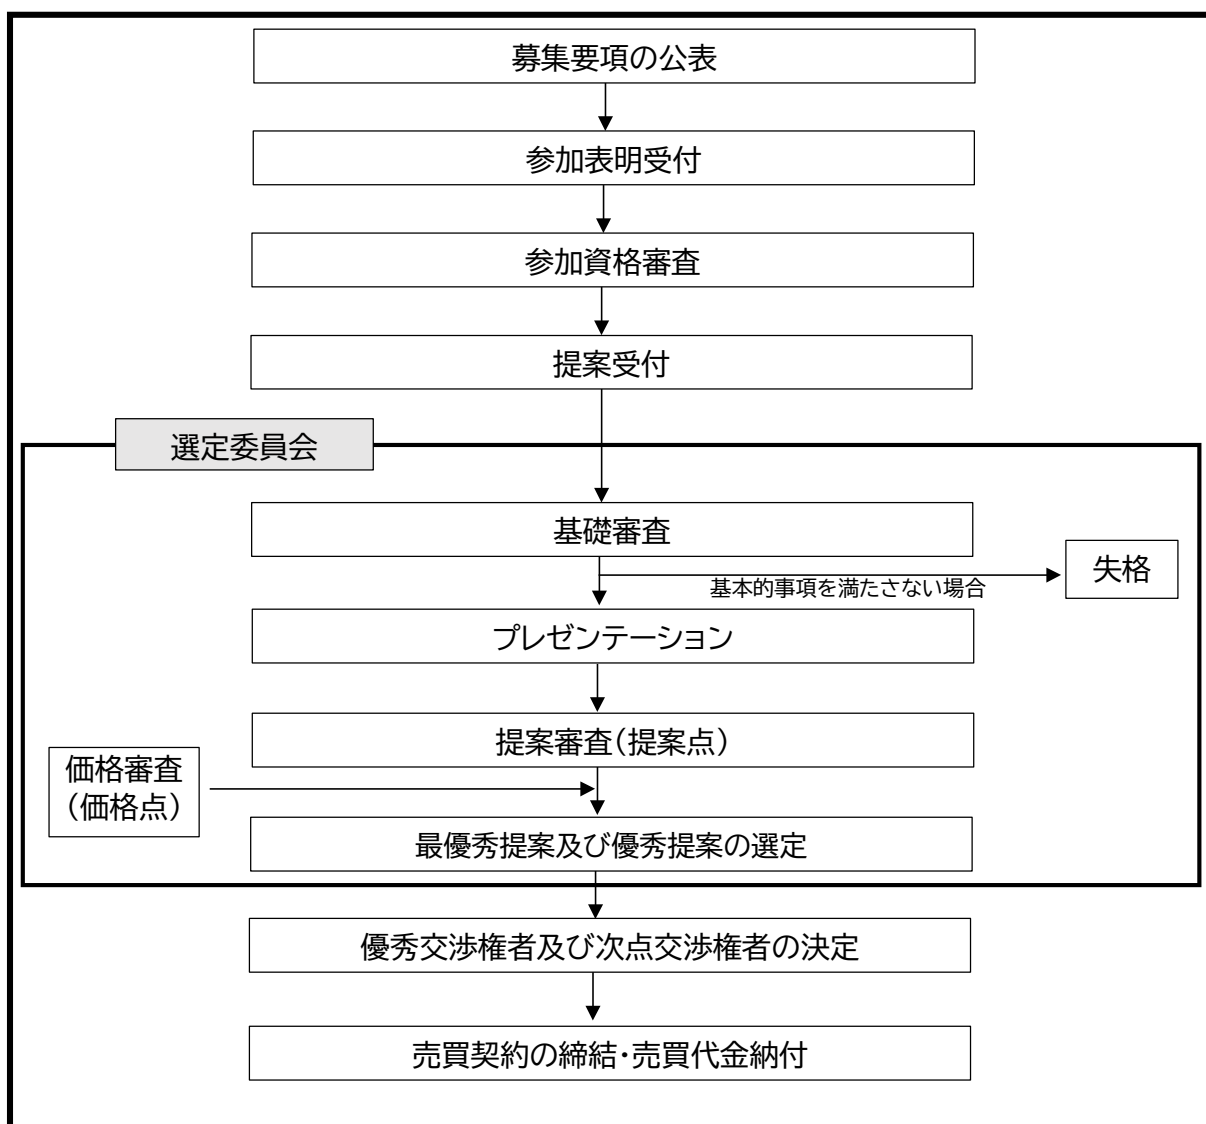 募集要項の公表
参加表明受付
参加資格審査
提案受付
選定委員会
基礎審査
基本的事項を満たさない場合
失格
プレゼンテーション
提案審査(提案点)
価格審査
(価格点)
最優秀提案及び優秀提案の選定
優秀交渉権者及び次点交渉権者の決定
売買契約の締結・売買代金納付